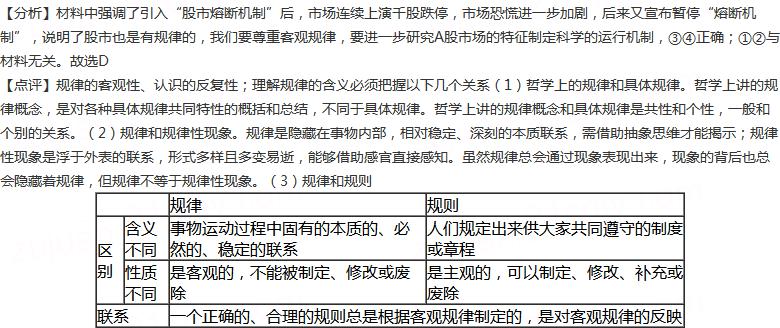 【分析】材料中强调了引入“股市熔断机制”后，市场连续上演千股跌停，市场恐慌进一步加剧，后来又宣布暂停“熔断机
制”，说明了股市也是有规律的，我们要尊重客观规律，要进一步研究A股市场的特征制定科学的运行机制，③④正确；①②与
材料无关。故选D
【点评】规律的客观性、认识的反复性；理解规律的含义必须把握以下几个关系（1）哲学上的规律和具体规律。哲学上讲的规
律概念，是对各种具体规律共同特性的概括和总结，不同于具体规律。哲学上讲的规律概念和具体规律是共性和个性，一般和
个别的关系。（2）规律和规律性现象。规律是隐藏在事物内部，相对稳定、深刻的本质联系，需借助抽象思维才能揭示；规律
性现象是浮于外表的联系，形式多样且多变易逝，能够借助感官直接感知。虽然规律总会通过现象表现出来，现象的背后也总
会隐藏着规律，但规律不等于规律性现象。（3）规律和规则
规律 规则
区别
含义不同
事物运动过程中固有的本质的、必
然的、稳定的联系
人们规定出来供大家共同遵守的制度
或章程
性质不同
是客观的，不能被制定、修改或废
除
是主观的，可以制定、修改、补充或
废除
联系 一个正确的、合理的规则总是根据客观规律制定的，是对客观规律的反映